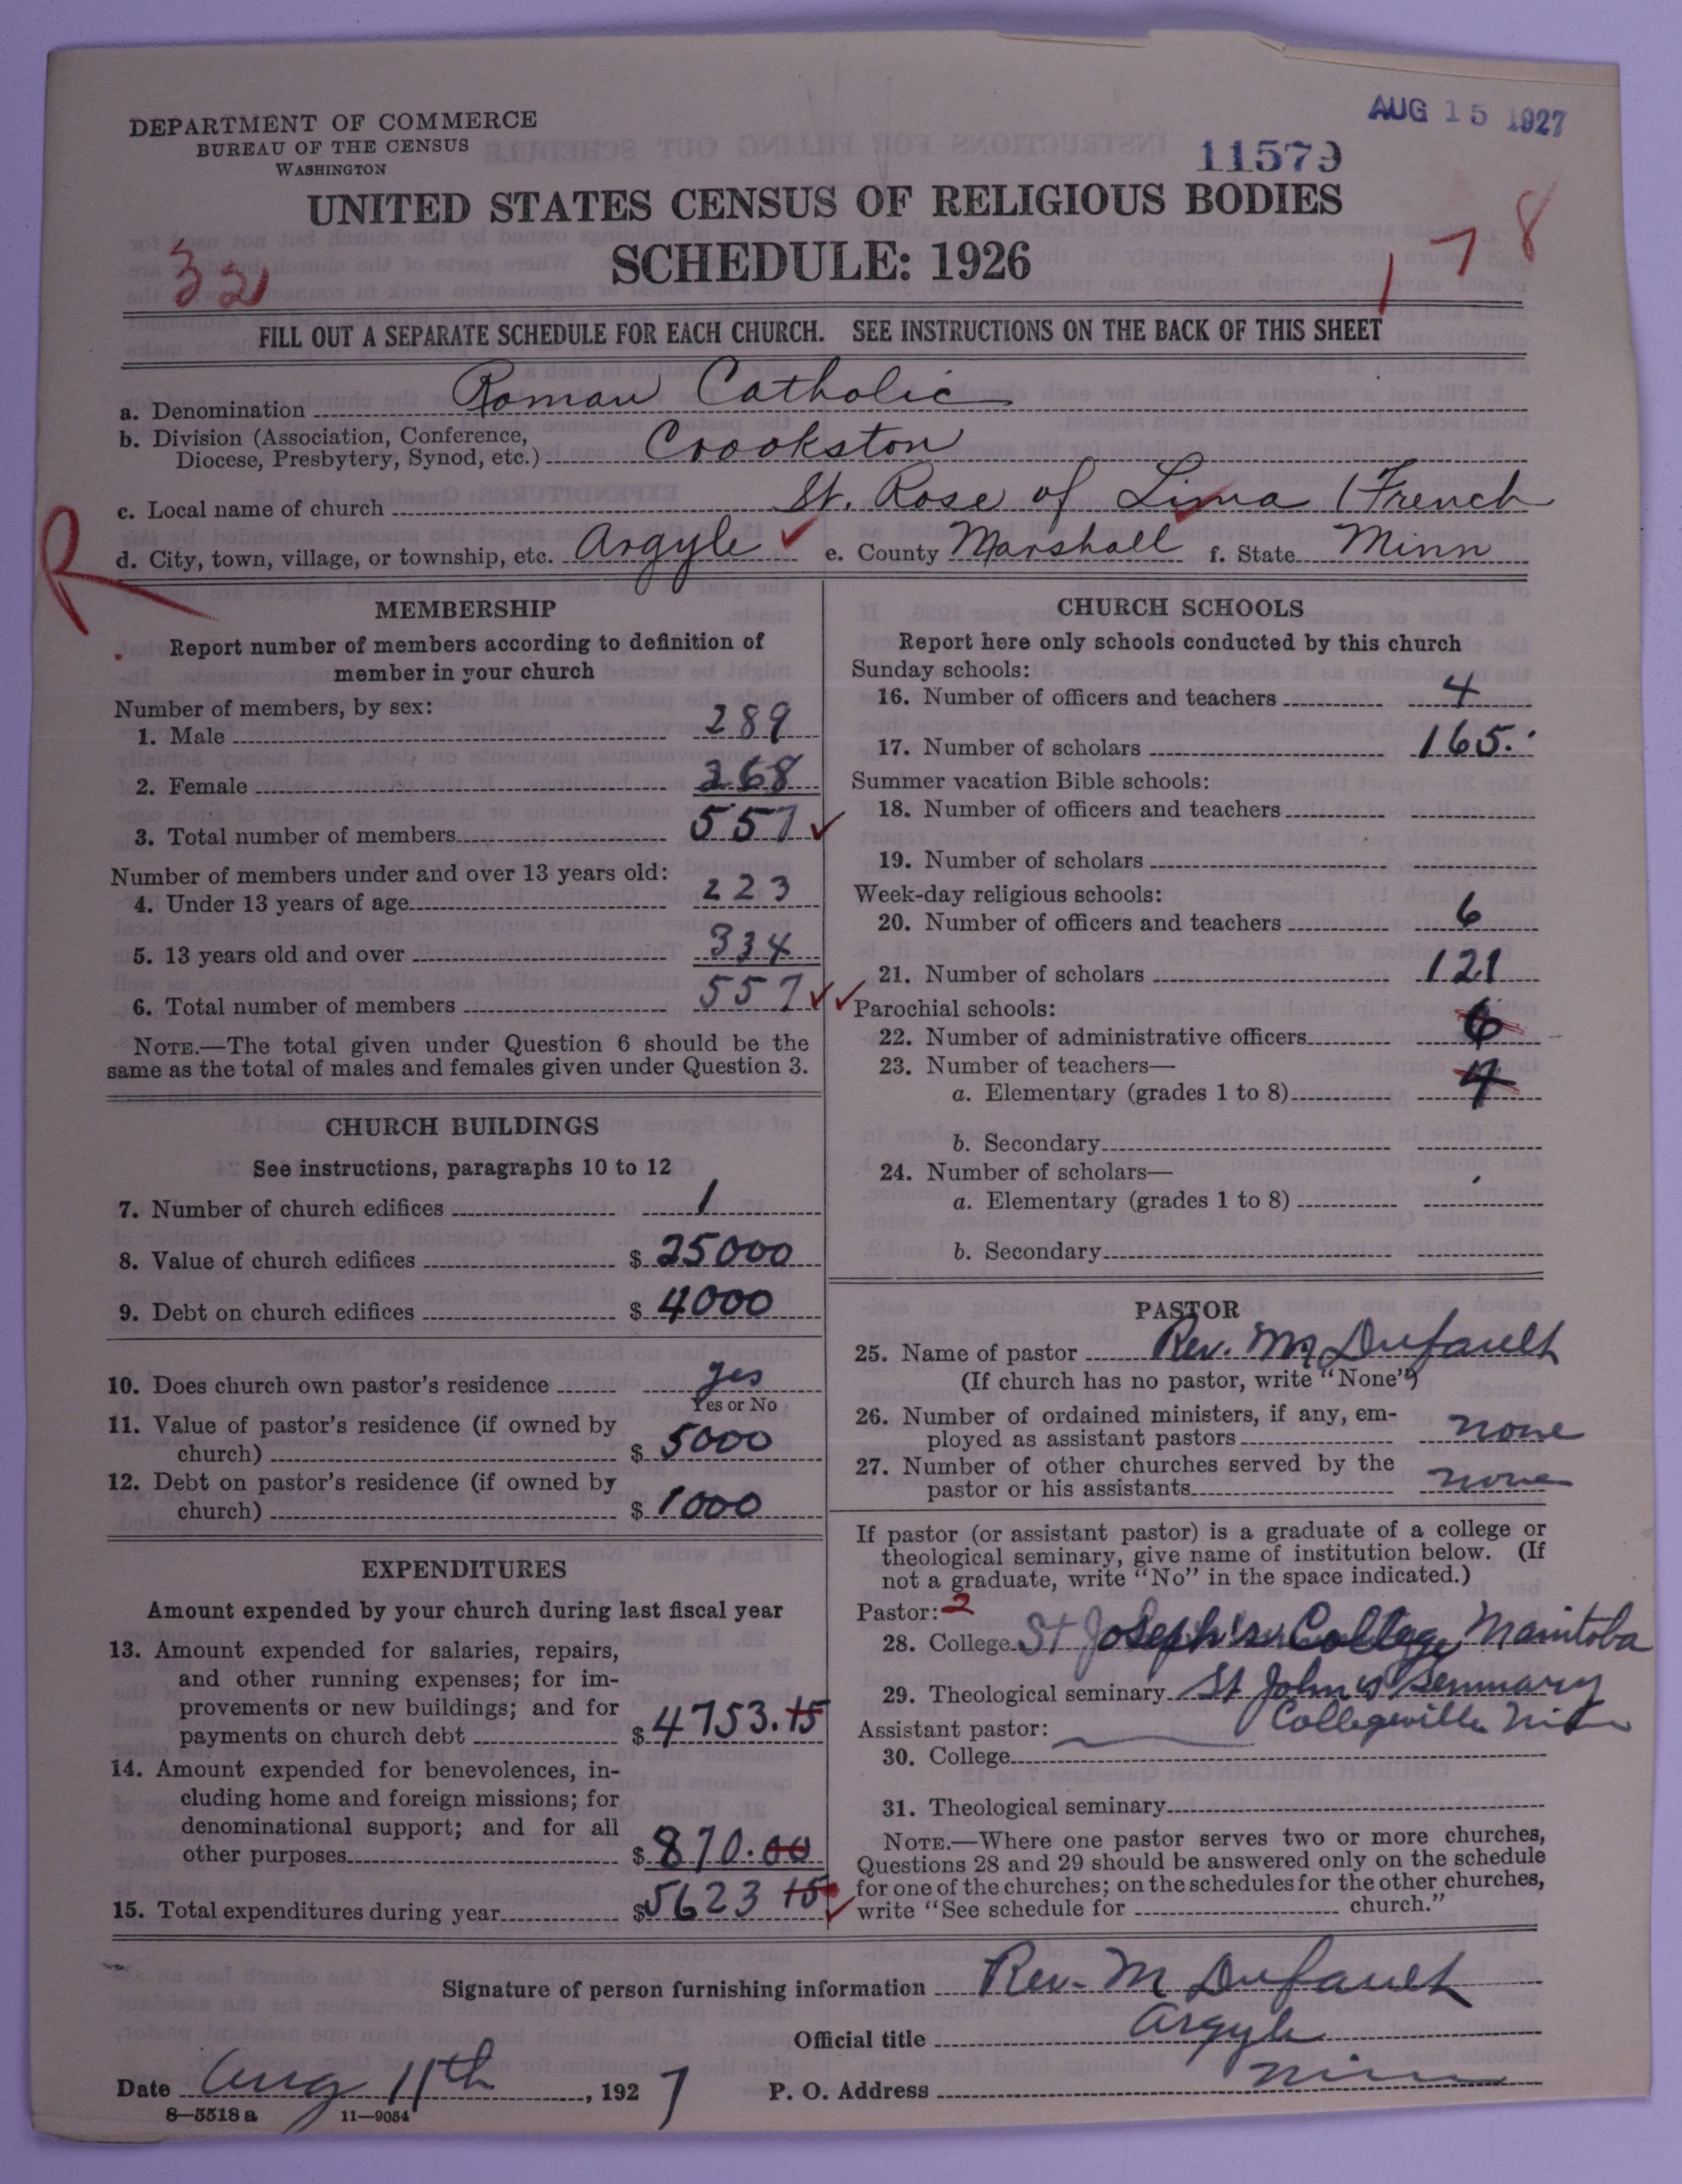 AUG 15 1927
DEPARTMENT OF COMMERCE
BUREAU OF THE CENSUS
WASHINGTON
11579
UNITED STATES CENSUS OF RELIGIOUS BODIES
SCHEDULE: 1926
32
178
FILL OUT A SEPARATE SCHEDULE FOR EACH CHURCH. SEE INSTRUCTIONS ON THE BACK OF THIS SHEET
a. Denomination Roman Catholic
b. Division (Association, Conference,
Diocese, Presbytery, Synod, etc.) Crookston
c. Local name of church St. Rose of Lima (French
R
d. City, town, village, or township, etc. Argyle e. County Marshall f. State Minn
MEMBERSHIP
Report number of members according to definition of
member in your church
Number of members, by sex:
1. Male 289
2. Female 268
3. Total number of members 557
Number of members under and over 13 years old:
4. Under 13 years of age 223
5. 13 years old and over 334
6. Total number of members 557
NOTE.—The total given under Question 6 should be the
same as the total of males and females given under Question 3.
CHURCH BUILDINGS
See instructions, paragraphs 10 to 12
7. Number of church edifices 1
8. Value of church edifices $ 25000
9. Debt on church edifices $ 4000
10. Does church own pastor's residence yes
Yes or No
11. Value of pastor's residence (if owned by
church) $ 5000
12. Debt on pastor's residence (if owned by
church) $ 1000
EXPENDITURES
Amount expended by your church during last fiscal year
13. Amount expended for salaries, repairs,
and other running expenses; for im-
provements or new buildings; and for
payments on church debt $ 4753.15
14. Amount expended for benevolences, in-
cluding home and foreign missions; for
denominational support; and for all
other purposes $ 870.00
15. Total expenditures during year $ 5623 15
CHURCH SCHOOLS
Report here only schools conducted by this church
Sunday schools:
16. Number of officers and teachers 4
17. Number of scholars 165.
Summer vacation Bible schools:
18. Number of officers and teachers
19. Number of scholars
Week-day religious schools:
20. Number of officers and teachers 6
21. Number of scholars 121
Parochial schools:
22. Number of administrative officers 6
23. Number of teachers—
a. Elementary (grades 1 to 8) 4
b. Secondary
24. Number of scholars—
a. Elementary (grades 1 to 8)
b. Secondary
PASTOR
25. Name of pastor Rev. M Dufault
(If church has no pastor, write "None")
26. Number of ordained ministers, if any, em-
ployed as assistant pastors none
27. Number of other churches served by the
pastor or his assistants none
If pastor (or assistant pastor) is a graduate of a college or
theological seminary, give name of institution below. (If
not a graduate, write "No" in the space indicated.)
Pastor: 2
28. College St Joseph's College, Manitoba
29. Theological seminary St John's Seminary
Collegeville Minn
Assistant pastor:
30. College
31. Theological seminary
NOTE.—Where one pastor serves two or more churches,
Questions 28 and 29 should be answered only on the schedule
for one of the churches; on the schedules for the other churches,
write "See schedule for church."
Signature of person furnishing information Rev. M Dufault
Official title Argyle
Date Aug 11th, 1927 P. O. Address Minn
8—5518 a 11—9054